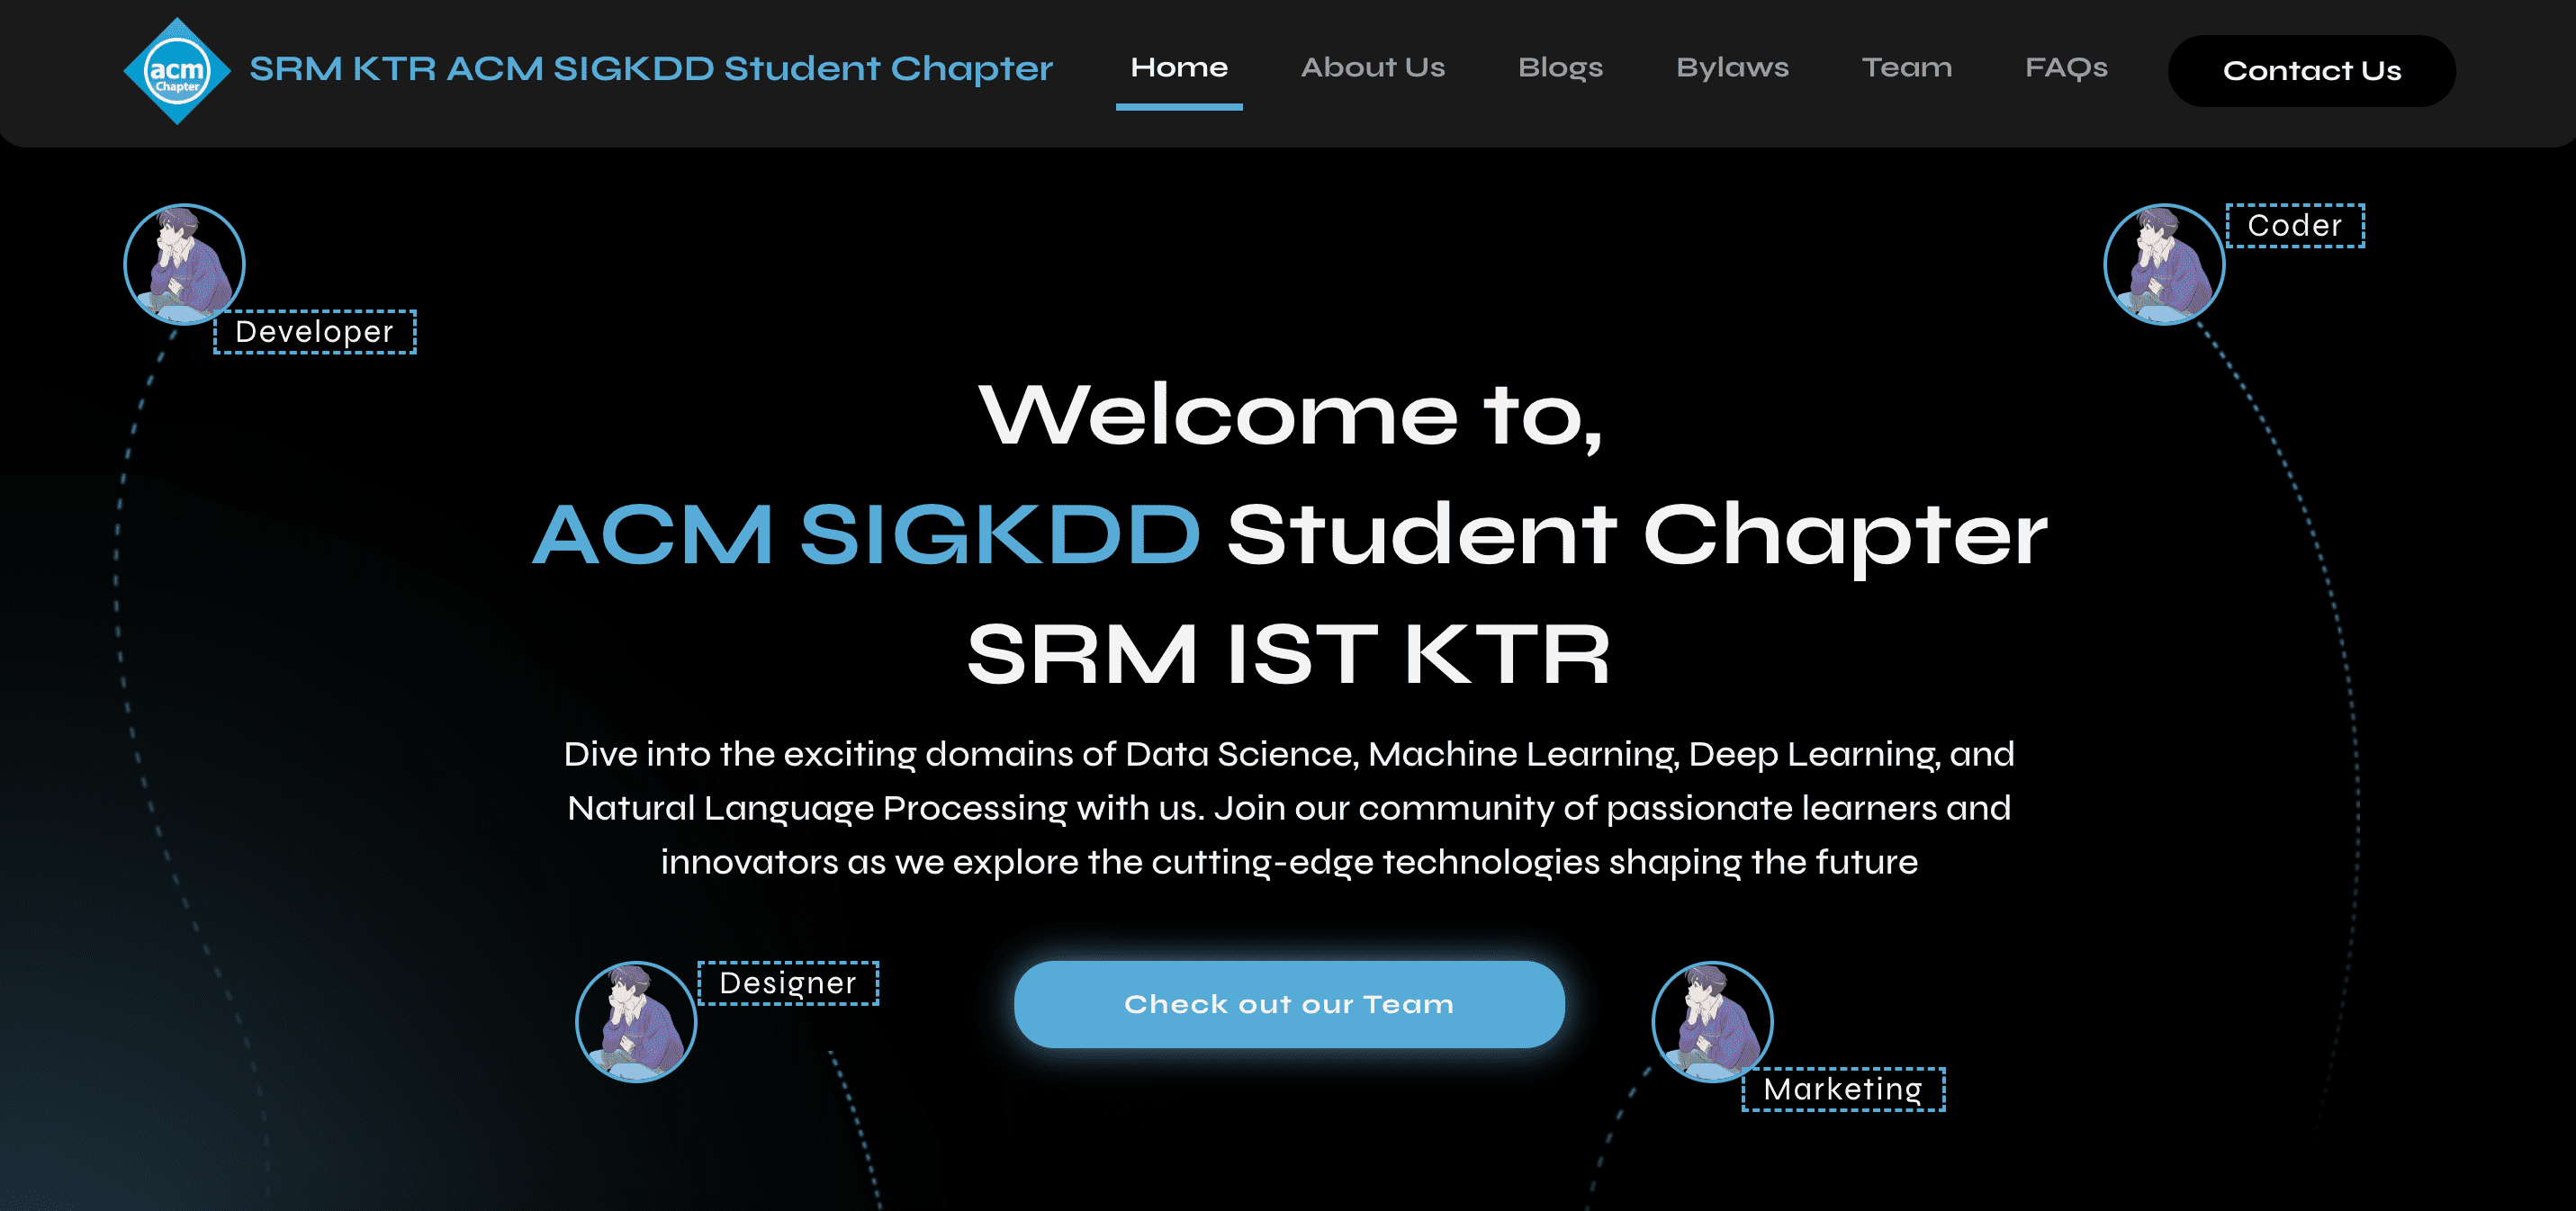 acm
Chapter
SRM KTR ACM SIGKDD Student Chapter
Home
About Us
Blogs
Bylaws
Team
FAQs
Contact Us
Developer
Coder
Welcome to,
ACM SIGKDD Student Chapter
SRM IST KTR
Dive into the exciting domains of Data Science, Machine Learning, Deep Learning, and
Natural Language Processing with us. Join our community of passionate learners and
innovators as we explore the cutting-edge technologies shaping the future
Designer
Check out our Team
Marketing